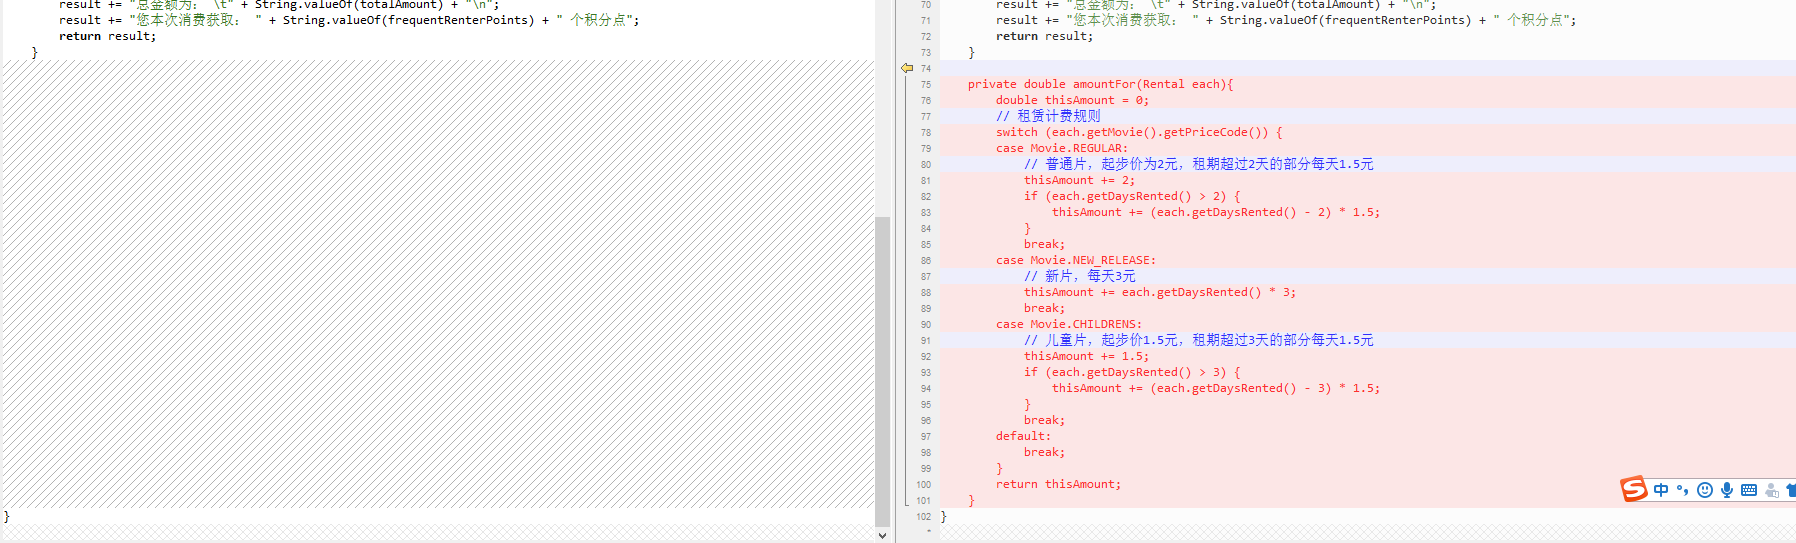 result += "总金额为： \t" + String.valueOf(totalAmount) + "\n";
result += "您本次消费获取： " + String.valueOf(frequentRenterPoints) + " 个积分点";
return result;
}
}
70 result += "总金额为： \t" + String.valueOf(totalAmount) + "\n";
71 result += "您本次消费获取： " + String.valueOf(frequentRenterPoints) + " 个积分点";
72 return result;
73 }
74
75 private double amountFor(Rental each){
76 double thisAmount = 0;
77 // 租赁计费规则
78 switch (each.getMovie().getPriceCode()) {
79 case Movie.REGULAR:
80 // 普通片，起步价为2元，租期超过2天的部分每天1.5元
81 thisAmount += 2;
82 if (each.getDaysRented() > 2) {
83 thisAmount += (each.getDaysRented() - 2) * 1.5;
84 }
85 break;
86 case Movie.NEW_RELEASE:
87 // 新片，每天3元
88 thisAmount += each.getDaysRented() * 3;
89 break;
90 case Movie.CHILDRENS:
91 // 儿童片，起步价1.5元，租期超过3天的部分每天1.5元
92 thisAmount += 1.5;
93 if (each.getDaysRented() > 3) {
94 thisAmount += (each.getDaysRented() - 3) * 1.5;
95 }
96 break;
97 default:
98 break;
99 }
100 return thisAmount;
101 }
102 }
S中